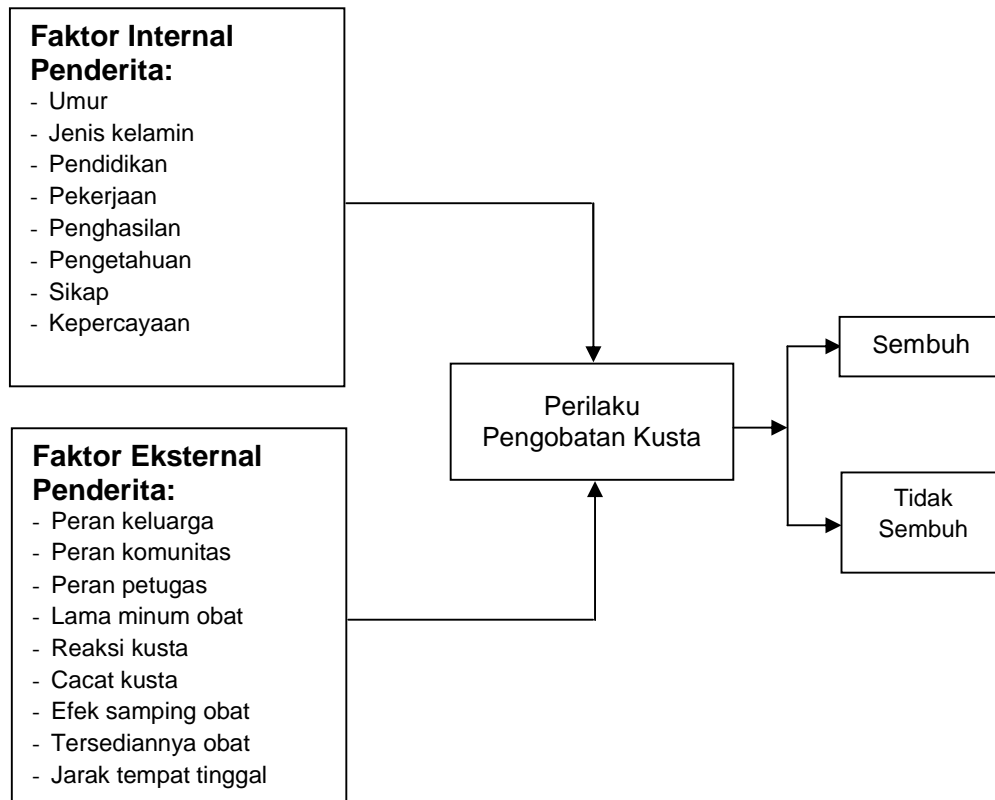 Faktor Internal
Penderita:
- Umur
- Jenis kelamin
- Pendidikan
- Pekerjaan
- Penghasilan
- Pengetahuan
- Sikap
- Kepercayaan
Faktor Eksternal
Penderita:
- Peran keluarga
- Peran komunitas
- Peran petugas
- Lama minum obat
- Reaksi kusta
- Cacat kusta
- Efek samping obat
- Tersediannya obat
- Jarak tempat tinggal
Perilaku
Pengobatan Kusta
Sembuh
Tidak
Sembuh